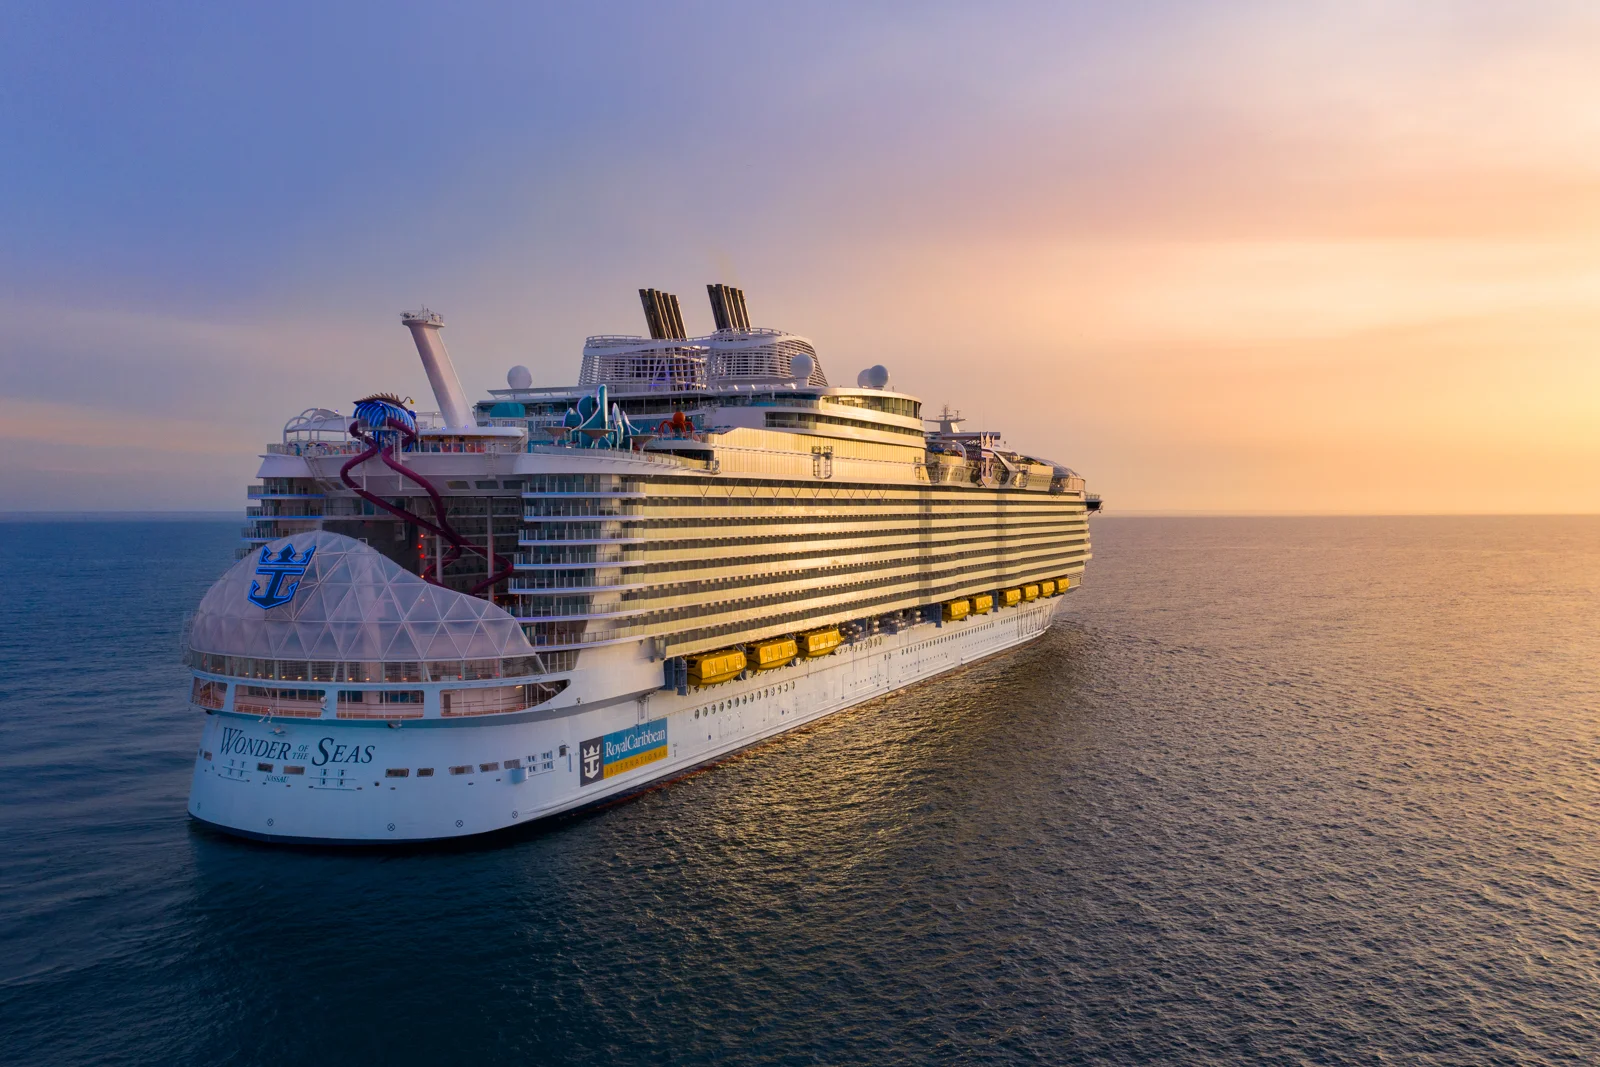 WONDER OF THE SEAS
NASSAU
RoyalCaribbean
INTERNATIONAL